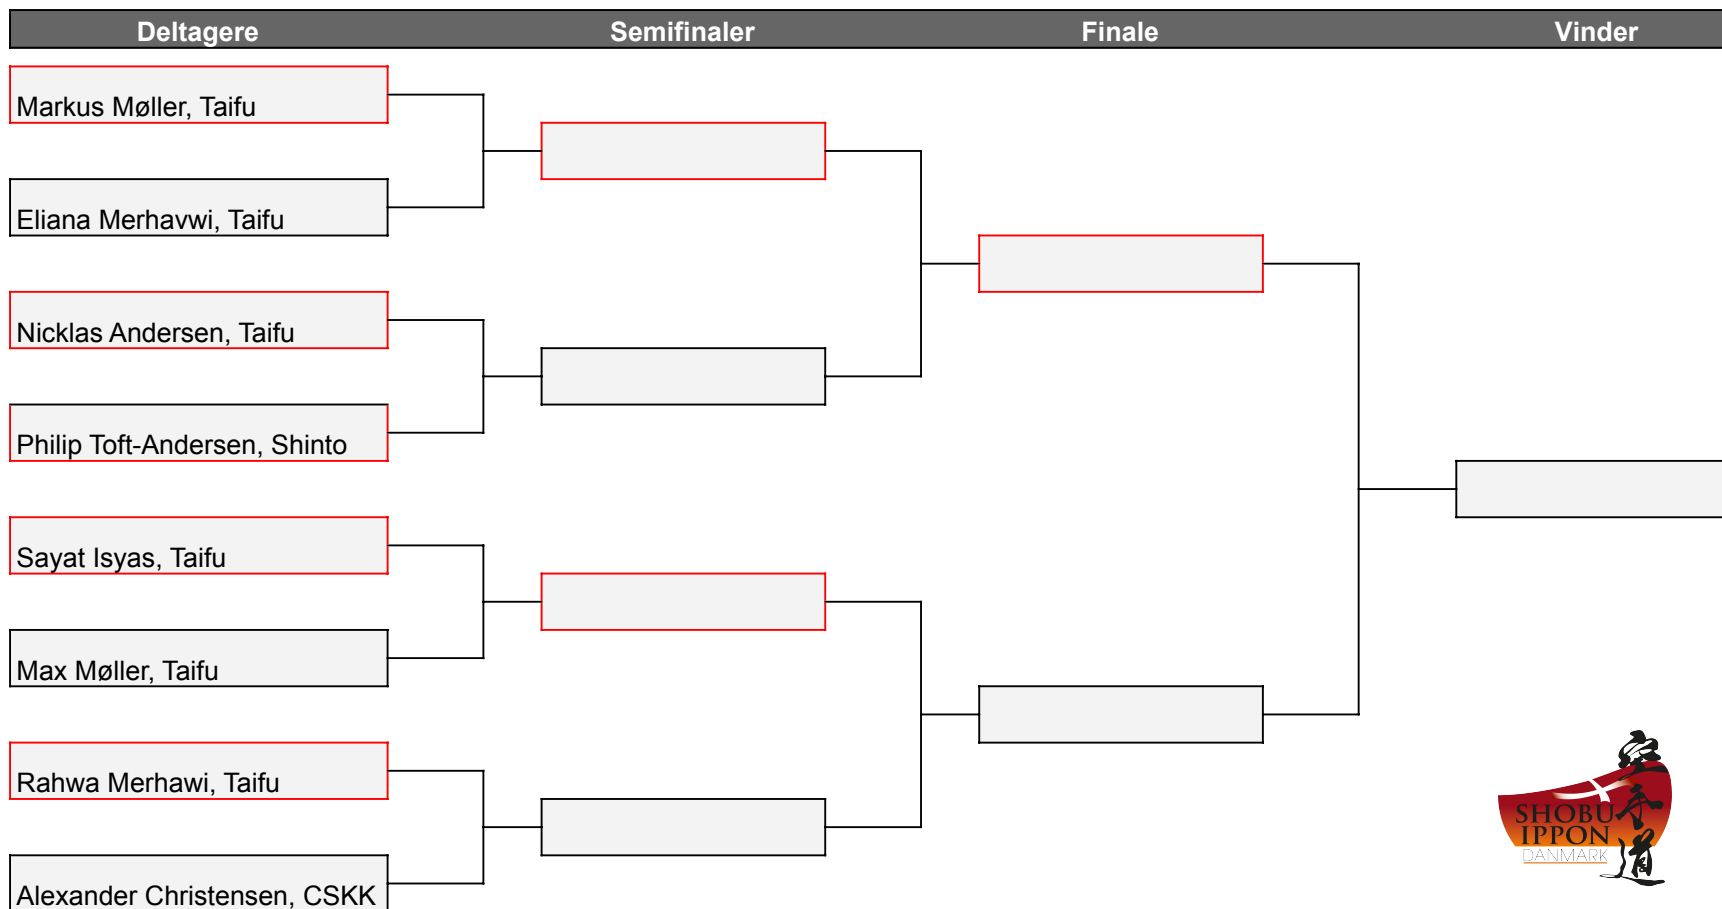 Deltagere Semifinaler Finale Vinder
Markus Møller, Taifu
Eliana Merhavwi, Taifu
Nicklas Andersen, Taifu
Philip Toft-Andersen, Shinto
Sayat Isyas, Taifu
Max Møller, Taifu
Rahwa Merhawi, Taifu
Alexander Christensen, CSKK
SHOBU
IPPON
DANMARK